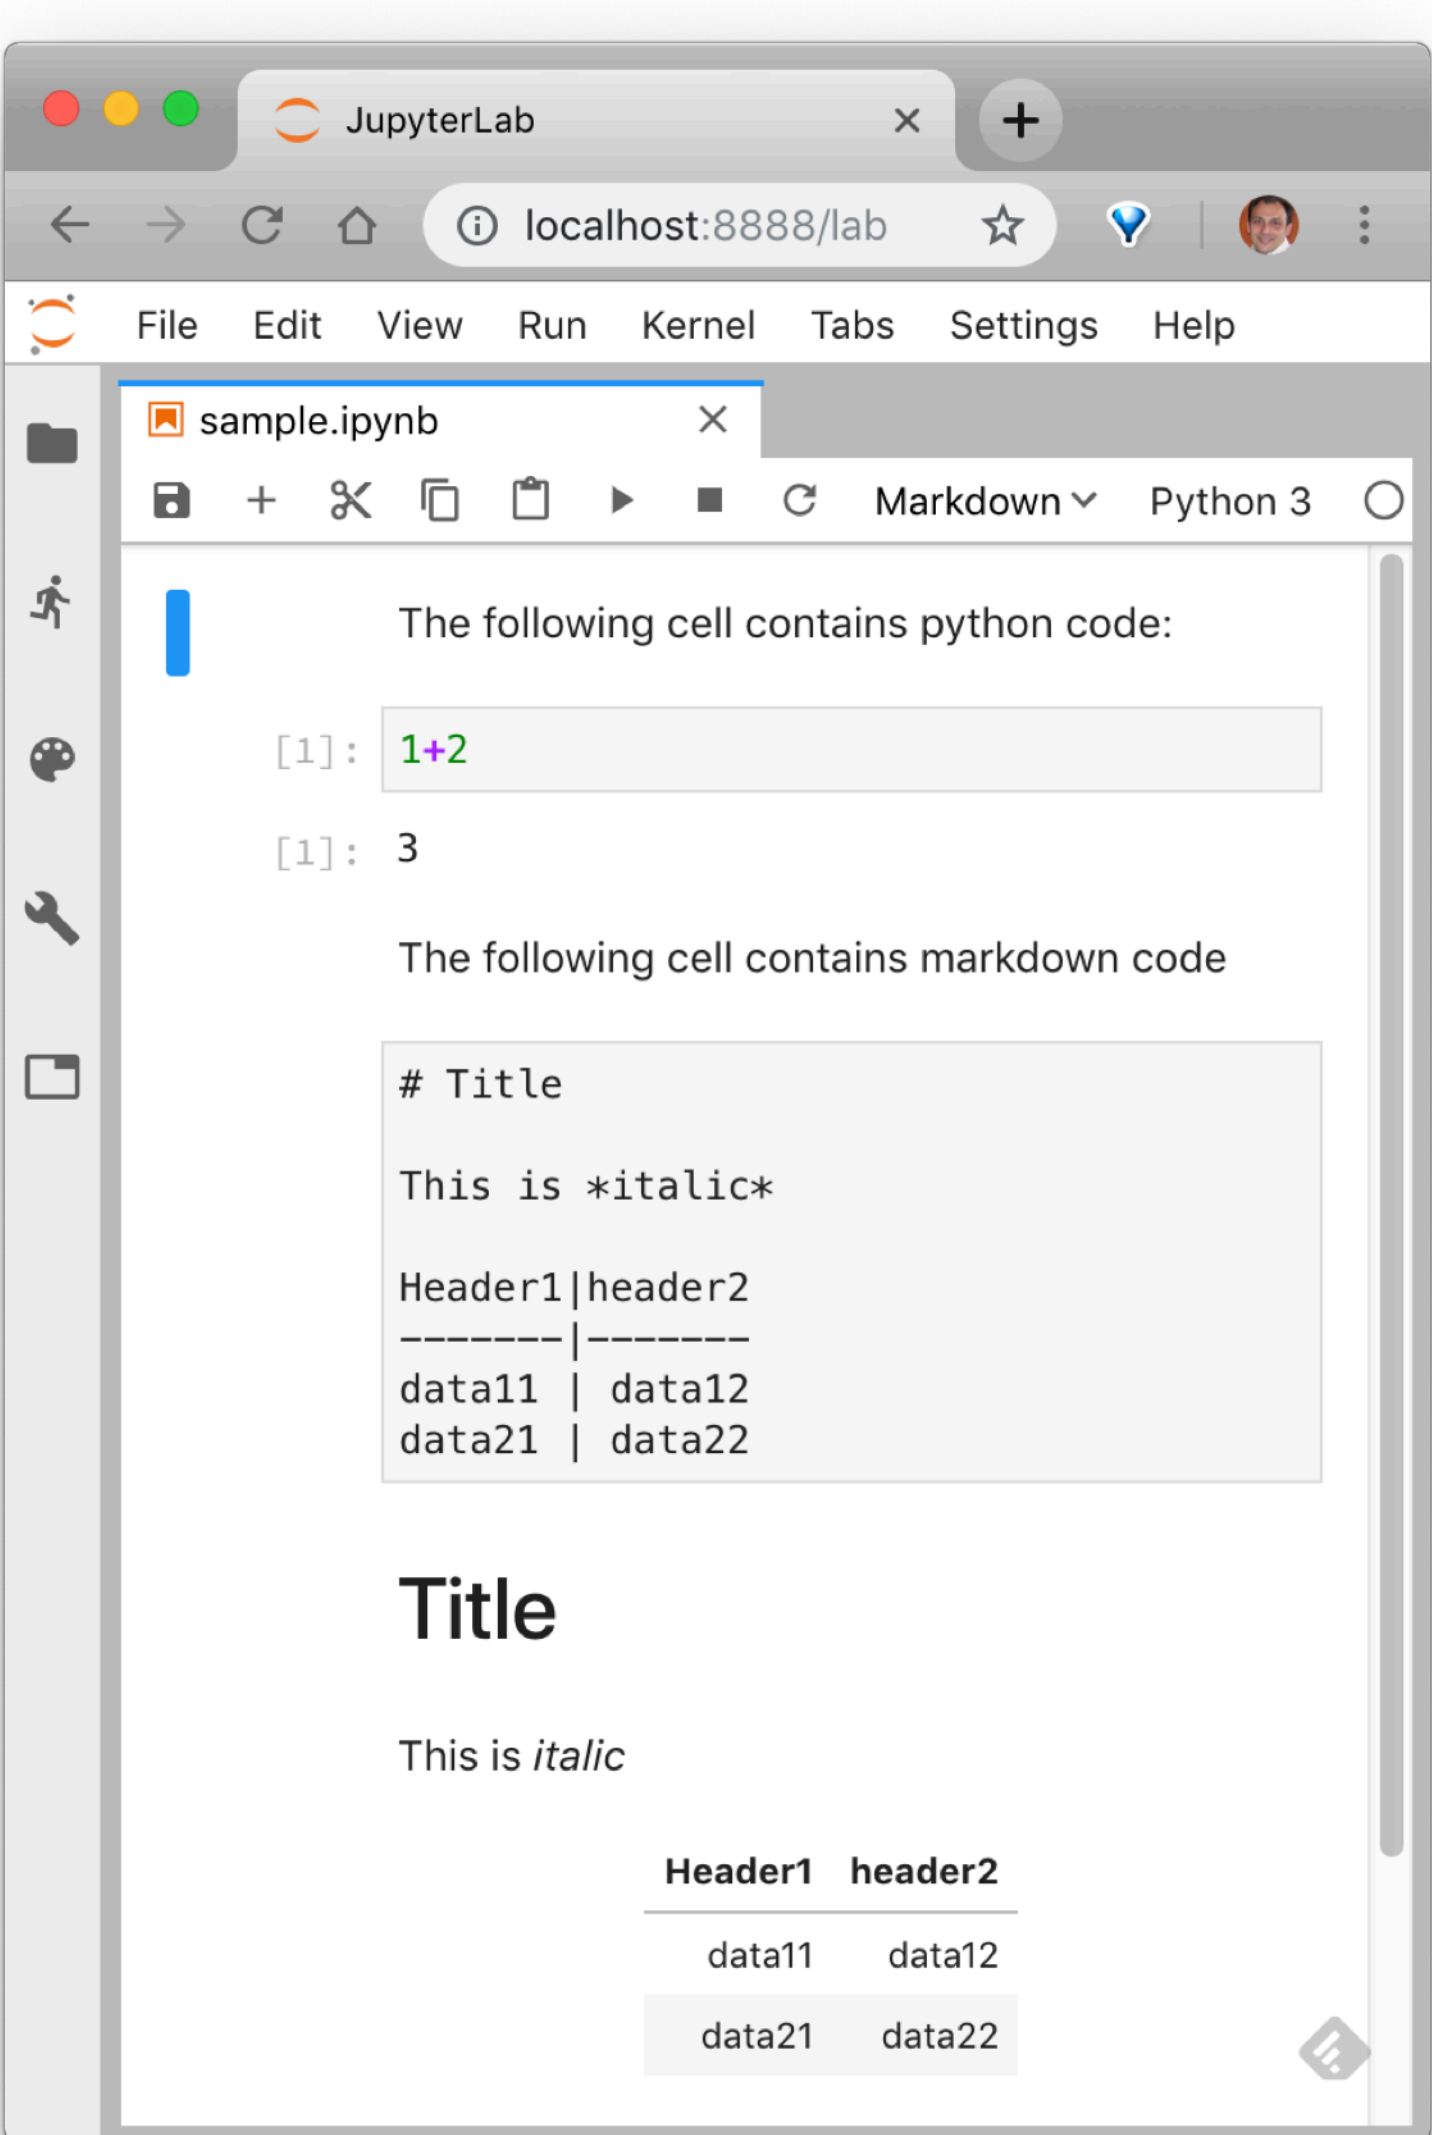 JupyterLab
localhost:8888/lab
File Edit View Run Kernel Tabs Settings Help
sample.ipynb
Markdown Python 3
The following cell contains python code:
[1]: 1+2
[1]: 3
The following cell contains markdown code
# Title
This is *italic*
Header1|header2
-------|-------
data11 | data12
data21 | data22
Title
This is italic
Header1 header2
data11 data12
data21 data22